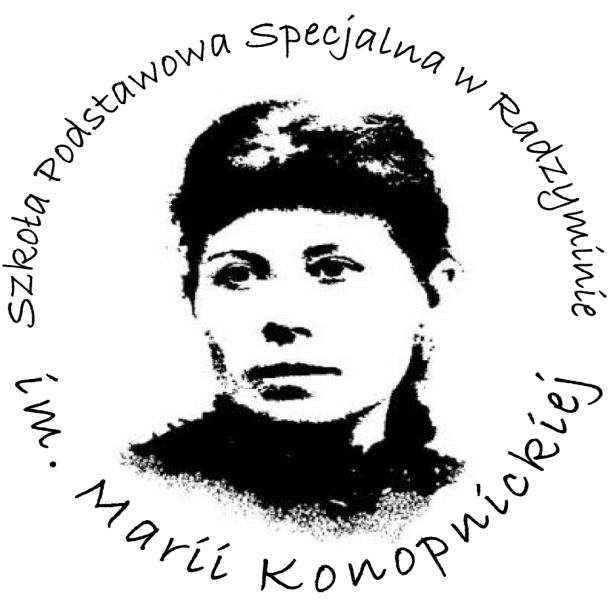 Szkoła Podstawowa Specjalna w Radzyminie
im. Marii Konopnickiej